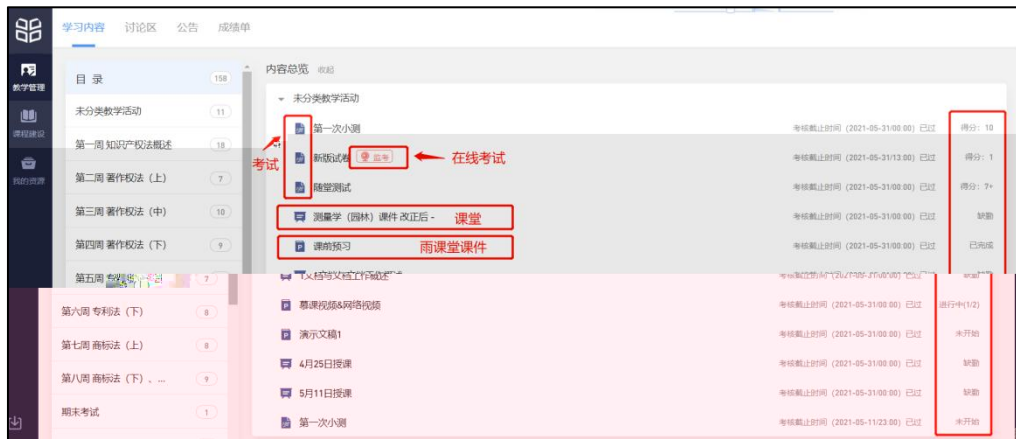 学习内容 讨论区 公告 成绩单
教学管理
课程建设
我的资源
目 录 158
未分类教学活动 11
第一周 知识产权法概述 18
第二周 著作权法（上） 7
第三周 著作权法（中） 10
第四周 著作权法（下） 9
第五周 7
第六周 专利法（下） 8
第七周 商标法（上） 8
第八周 商标法（下）、... 9
期末考试 1
内容总览 收起
未分类教学活动
第一次小测 考核截止时间 (2021-05-31/00:00) 已过 得分：10
考试
新版试卷 监考 在线考试 考核截止时间 (2021-05-31/13:00) 已过 得分：1
随堂测试 考核截止时间 (2021-05-31/00:00) 已过 得分：?+
测量学（园林）课件 改正后 - 课堂 考核截止时间 (2021-05-31/00:00) 已过 缺勤
课前预习 雨课堂课件 考核截止时间 (2021-05-31/00:00) 已过 已完成
慕课视频&网络视频 考核截止时间 (2021-05-31/00:00) 已过 进行中(1/2)
演示文稿1 考核截止时间 (2021-05-31/00:00) 已过 未开始
4月25日授课 考核截止时间 (2021-05-31/00:00) 已过 缺勤
5月11日授课 考核截止时间 (2021-05-31/00:00) 已过 缺勤
第一次小测 考核截止时间 (2021-05-11/23:00) 已过 未开始